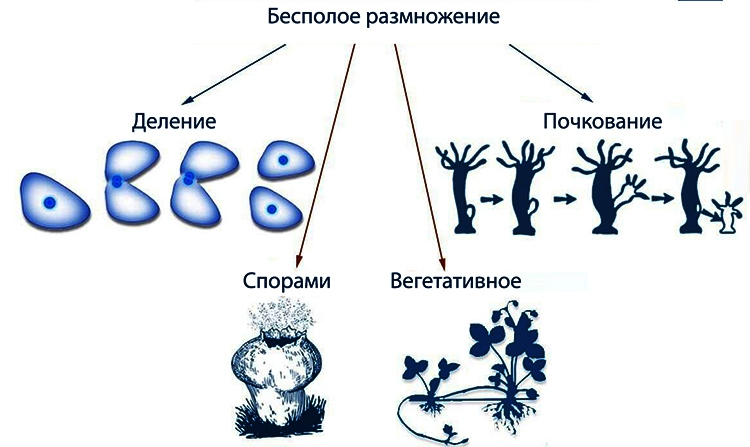 Бесполое размножение
Деление
Почкование
Спорами
Вегетативное